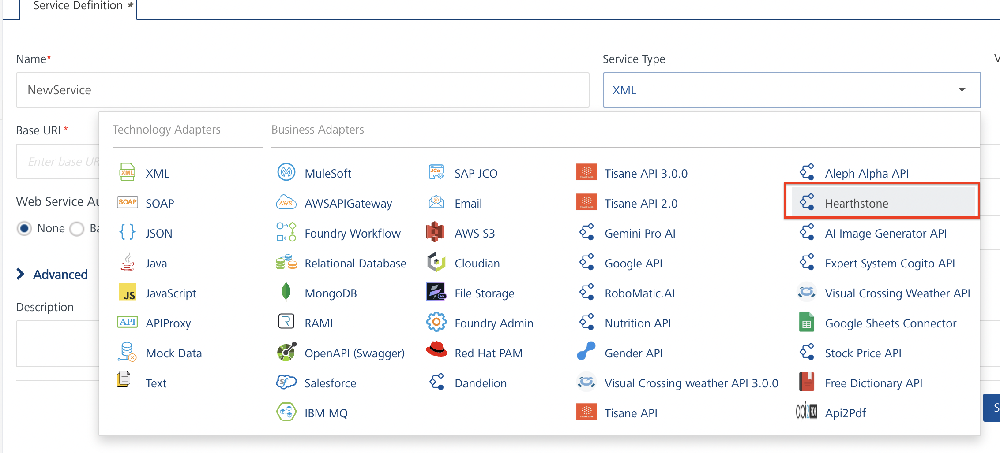 Service Definition *
Name*
Service Type
NewService
XML
Base URL*
Enter base UR
Web Service Au
None
Ba
Advanced
Description
Technology Adapters
Business Adapters
XML
SOAP
JSON
Java
JavaScript
APIProxy
Mock Data
Text
MuleSoft
AWSAPIGateway
Foundry Workflow
Relational Database
MongoDB
RAML
OpenAPI (Swagger)
Salesforce
IBM MQ
SAP JCO
Email
AWS S3
Cloudian
File Storage
Foundry Admin
Red Hat PAM
Dandelion
Tisane API 3.0.0
Tisane API 2.0
Gemini Pro AI
Google API
RoboMatic.AI
Nutrition API
Gender API
Visual Crossing weather API 3.0.0
Tisane API
Aleph Alpha API
Hearthstone
AI Image Generator API
Expert System Cogito API
Visual Crossing Weather API
Google Sheets Connector
Stock Price API
Free Dictionary API
Api2Pdf